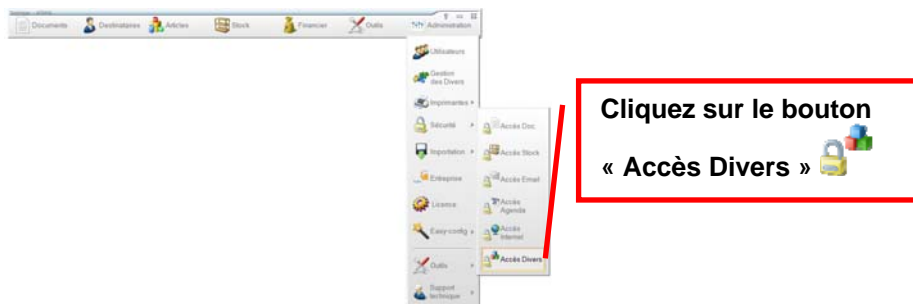 Documents Destinataires Articles Stock Financier Outils Administration
Utilisateurs
Gestion
des Divers
Imprimantes
Sécurité
Importation
Entreprise
Licence
Easy config
Outils
Support
technique
Accès Doc.
Accès Stock
Accès Email
Accès
Agenda
Accès
Internet
Accès Divers
Cliquez sur le bouton
« Accès Divers »